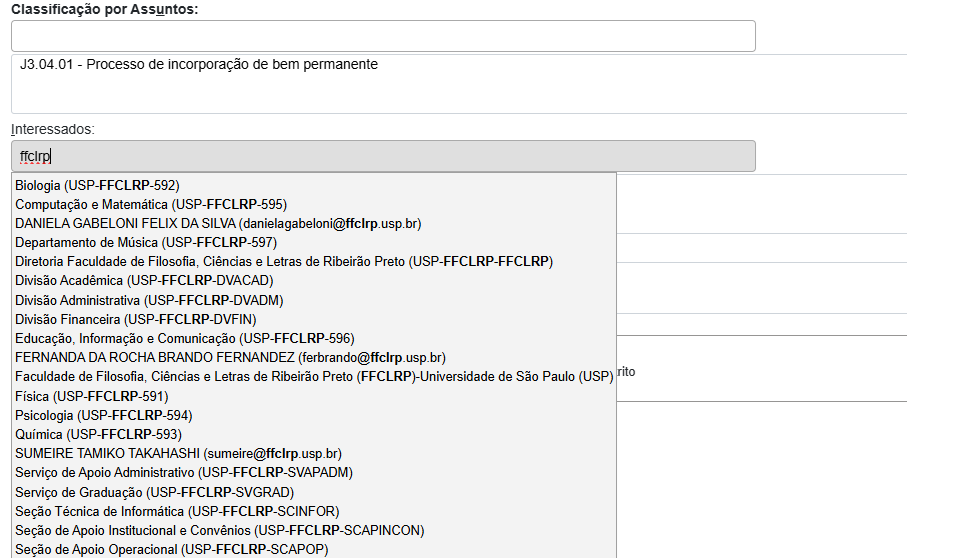 Classificação por Assuntos:
J3.04.01 - Processo de incorporação de bem permanente
Interessados:
ffclrp
Biologia (USP-FFCLRP-592)
Computação e Matemática (USP-FFCLRP-595)
DANIELA GABELONI FELIX DA SILVA (danielagabeloni@ffclrp.usp.br)
Departamento de Música (USP-FFCLRP-597)
Diretoria Faculdade de Filosofia, Ciências e Letras de Ribeirão Preto (USP-FFCLRP-FFCLRP)
Divisão Acadêmica (USP-FFCLRP-DVACAD)
Divisão Administrativa (USP-FFCLRP-DVADM)
Divisão Financeira (USP-FFCLRP-DVFIN)
Educação, Informação e Comunicação (USP-FFCLRP-596)
FERNANDA DA ROCHA BRANDO FERNANDEZ (ferbrando@ffclrp.usp.br)
Faculdade de Filosofia, Ciências e Letras de Ribeirão Preto (FFCLRP)-Universidade de São Paulo (USP) rito
Física (USP-FFCLRP-591)
Psicologia (USP-FFCLRP-594)
Química (USP-FFCLRP-593)
SUMEIRE TAMIKO TAKAHASHI (sumeire@ffclrp.usp.br)
Serviço de Apoio Administrativo (USP-FFCLRP-SVAPADM)
Serviço de Graduação (USP-FFCLRP-SVGRAD)
Seção Técnica de Informática (USP-FFCLRP-SCINFOR)
Seção de Apoio Institucional e Convênios (USP-FFCLRP-SCAPINCON)
Seção de Apoio Operacional (USP-FFCLRP-SCAPOP)